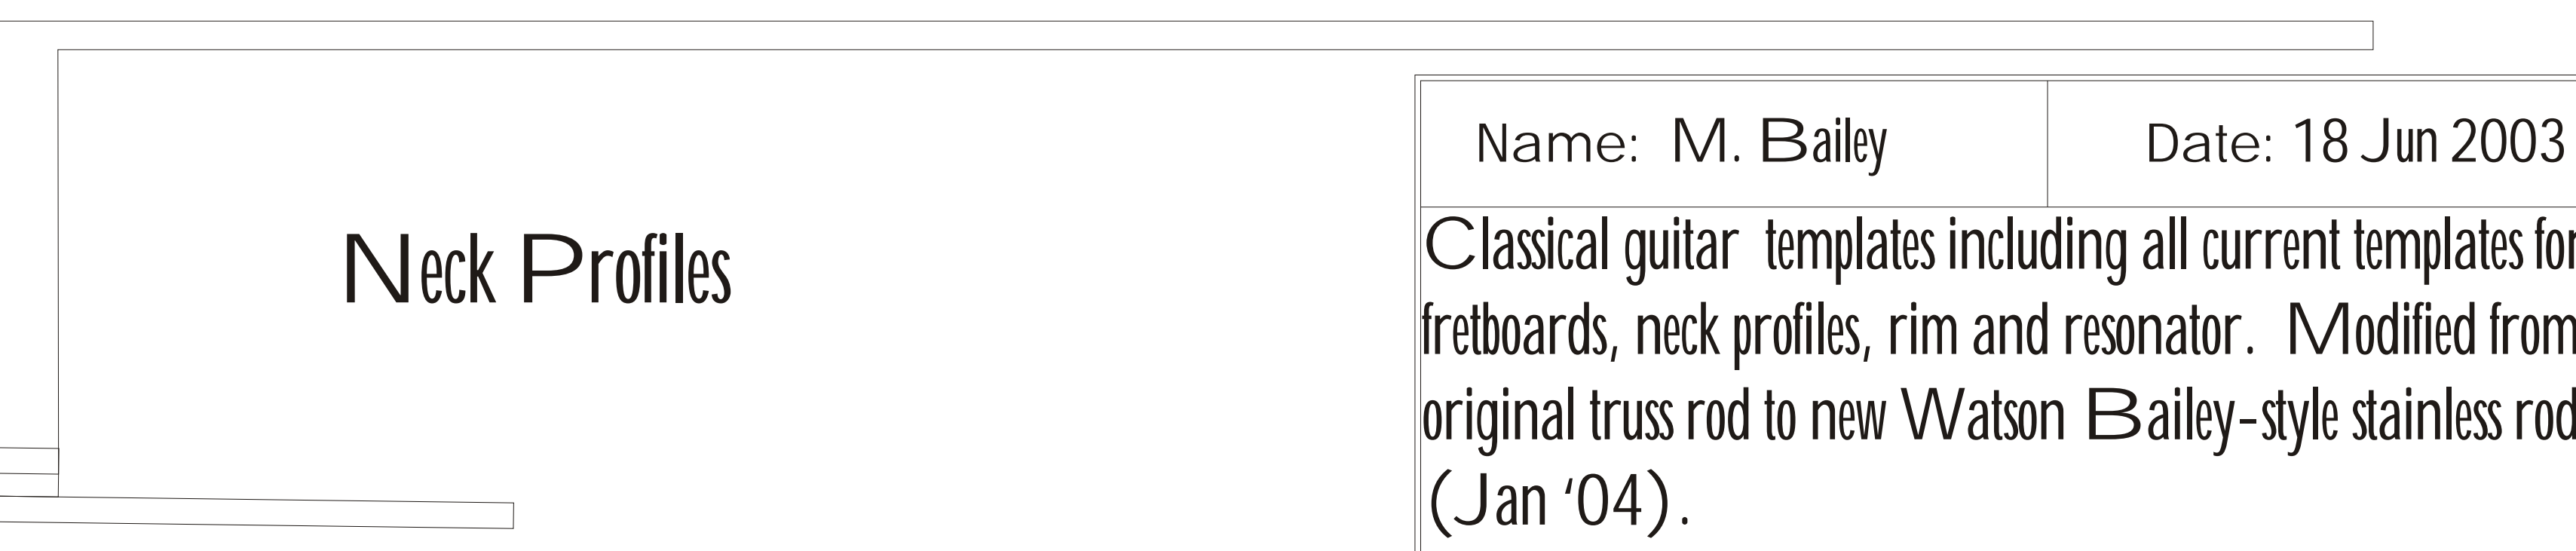 Neck Profiles
Name: M. Bailey
Date: 18 Jun 2003
Classical guitar templates including all current templates for
fretboards, neck profiles, rim and resonator. Modified from
original truss rod to new Watson Bailey-style stainless rod
(Jan '04).